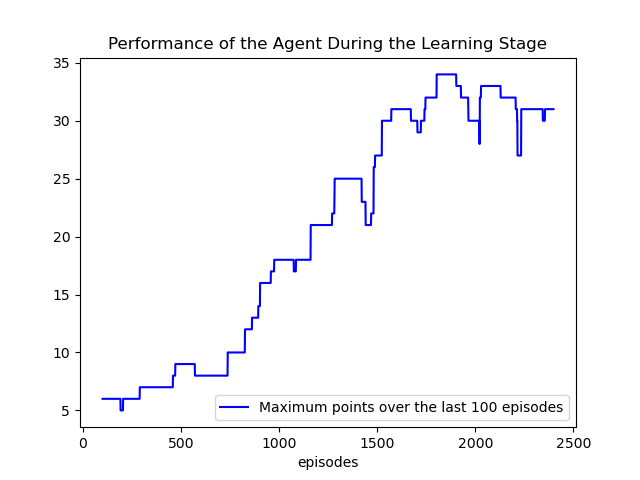 Performance of the Agent During the Learning Stage
35
30
25
20
15
10
5
Maximum points over the last 100 episodes
0 500 1000 1500 2000 2500
episodes